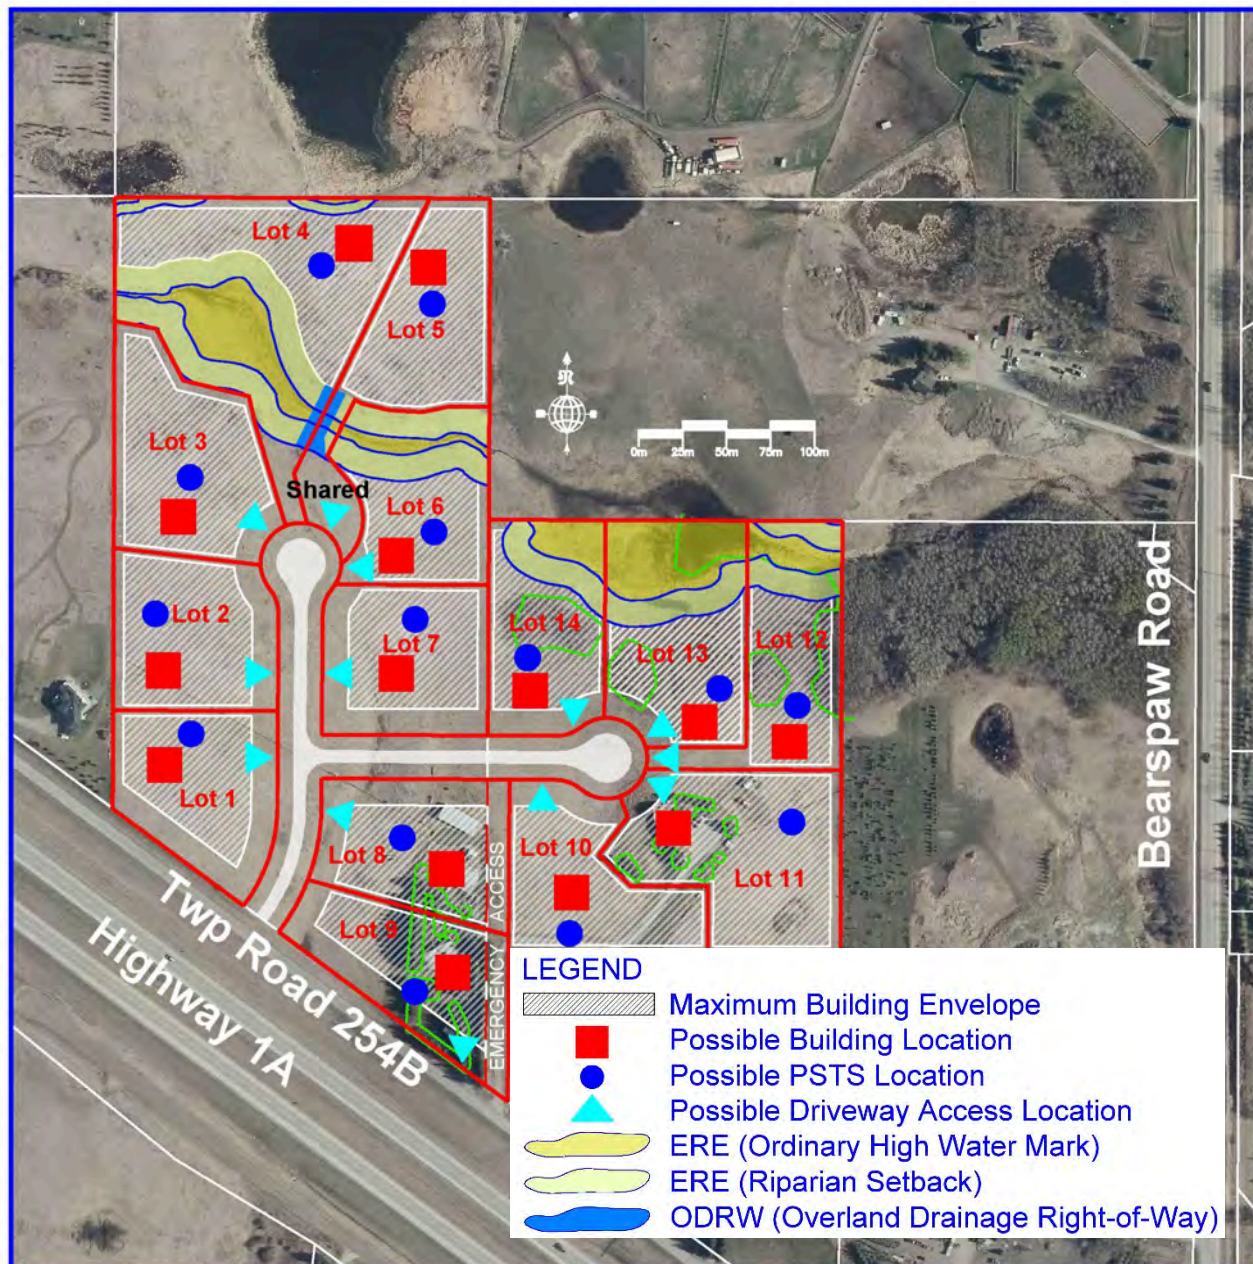 Lot 4
Lot 5
Lot 3
Shared
Lot 6
Lot 2
Lot 7
Lot 14
Lot 13
Lot 12
Lot 1
Lot 8
Lot 9
Lot 10
Lot 11
0m 25m 50m 75m 100m
Bearspaw Road
Twp Road 254B
Highway 1A
EMERGENCY ACCESS
LEGEND
Maximum Building Envelope
Possible Building Location
Possible PSTS Location
Possible Driveway Access Location
ERE (Ordinary High Water Mark)
ERE (Riparian Setback)
ODRW (Overland Drainage Right-of-Way)